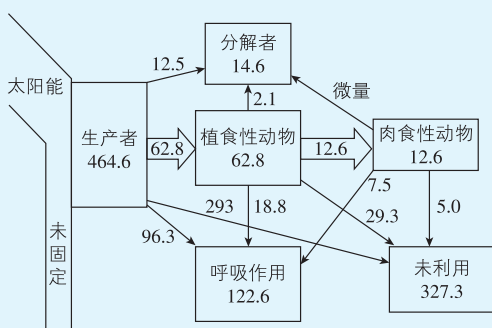 分解者
14.6
12.5
太阳能
微量
2.1
生产者
464.6
62.8
植食性动物
62.8
12.6
肉食性动物
12.6
7.5
293
18.8
29.3
5.0
96.3
未固定
呼吸作用
122.6
未利用
327.3